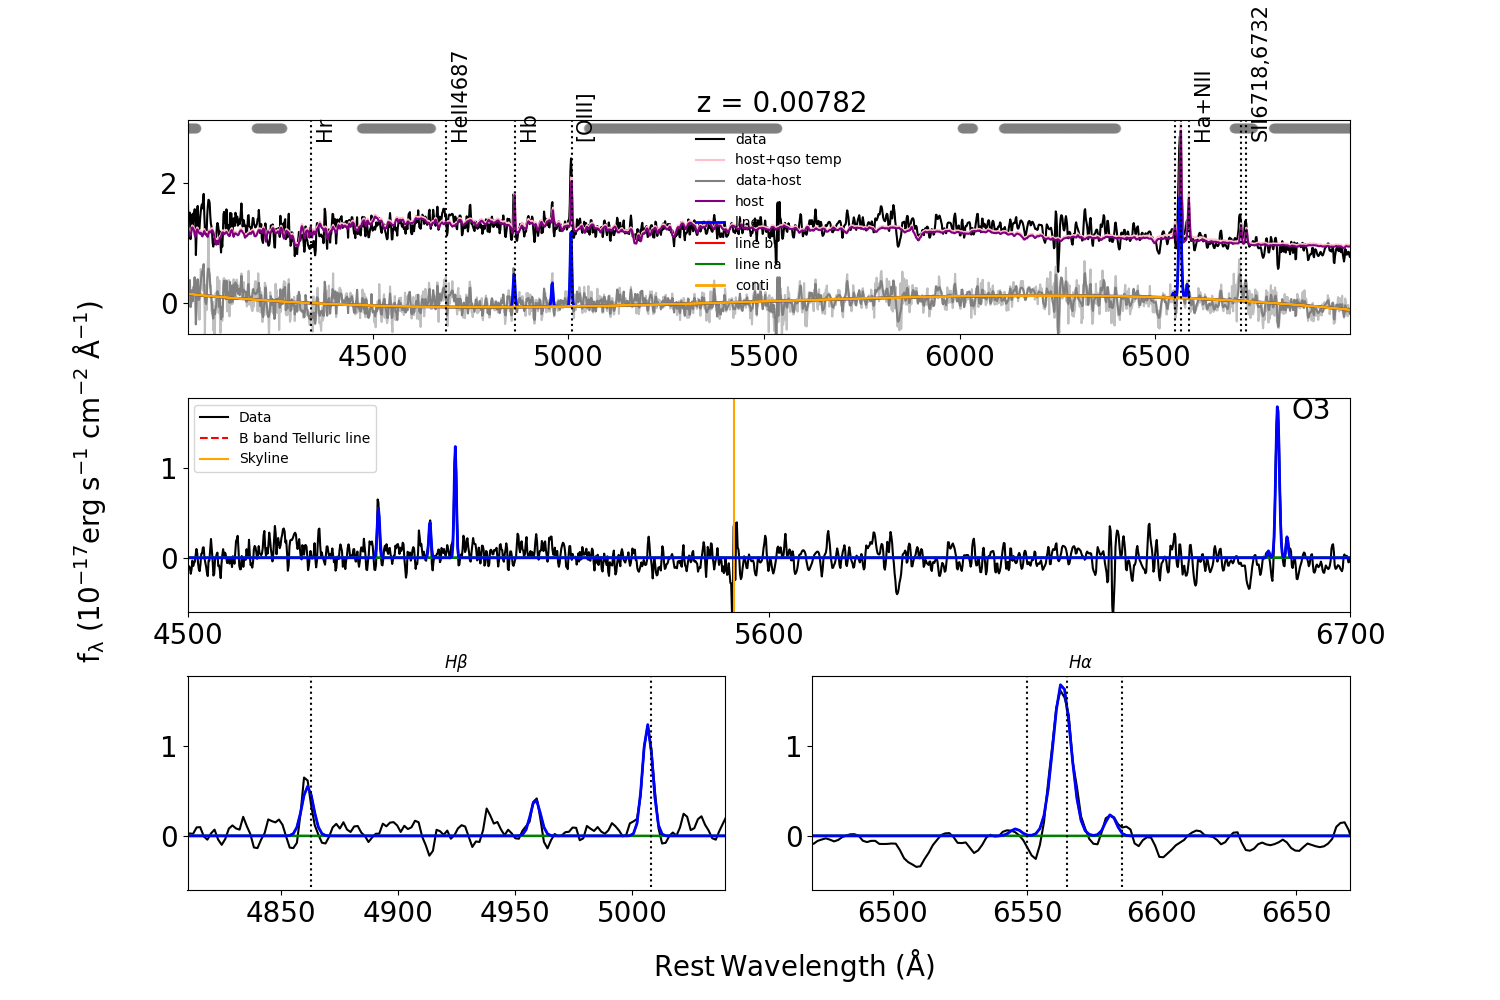 z = 0.00782
Hr
HeII4687
Hb
[OIII]
Ha+NII
SII6718,6732
data
host+qso temp
data-host
host
line
line br
line na
conti
2
0
4500
5000
5500
6000
6500
Data
B band Telluric line
Skyline
O3
1
0
4500
5600
6700
fλ (10⁻¹⁷erg s⁻¹ cm⁻² Å⁻¹)
Hβ
1
0
4850
4900
4950
5000
Hα
1
0
6500
6550
6600
6650
Rest Wavelength (Å)